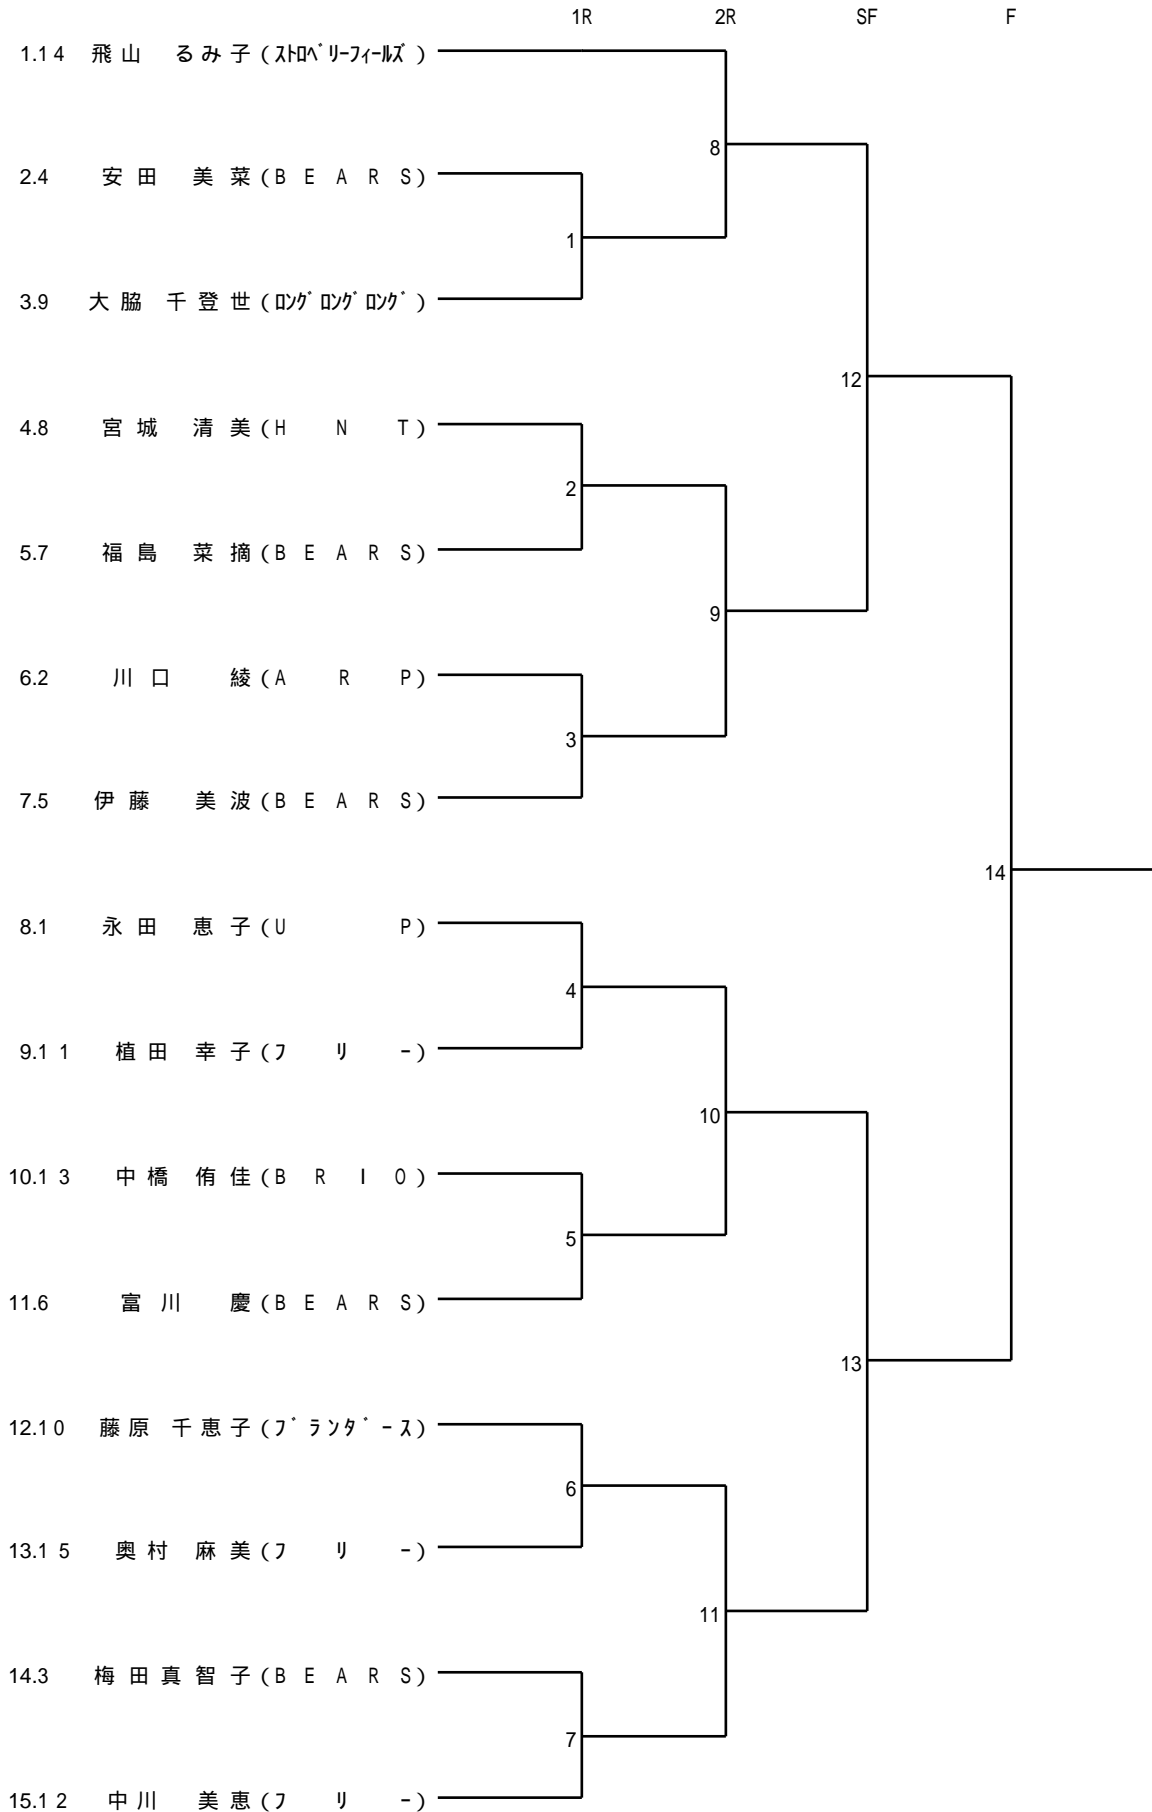 1R 2R SF F
1.14 飛山 るみ子(ｽﾄﾛﾍﾞﾘｰﾌｨｰﾙｽﾞ)
8
2.4 安田 美菜(BEARS)
1
3.9 大脇 千登世(ﾛﾝｸﾞﾛﾝｸﾞﾛﾝｸﾞ)
12
4.8 宮城 清美(HNT)
2
5.7 福島 菜摘(BEARS)
9
6.2 川口 綾(ARP)
3
7.5 伊藤 美波(BEARS)
14
8.1 永田 恵子(UP)
4
9.11 植田 幸子(ﾌﾘｰ)
10
10.13 中橋 侑佳(BRIO)
5
11.6 富川 慶(BEARS)
13
12.10 藤原 千恵子(ﾌﾞﾗﾝﾀﾞｰｽ)
6
13.15 奥村 麻美(ﾌﾘｰ)
11
14.3 梅田真智子(BEARS)
7
15.12 中川 美恵(ﾌﾘｰ)